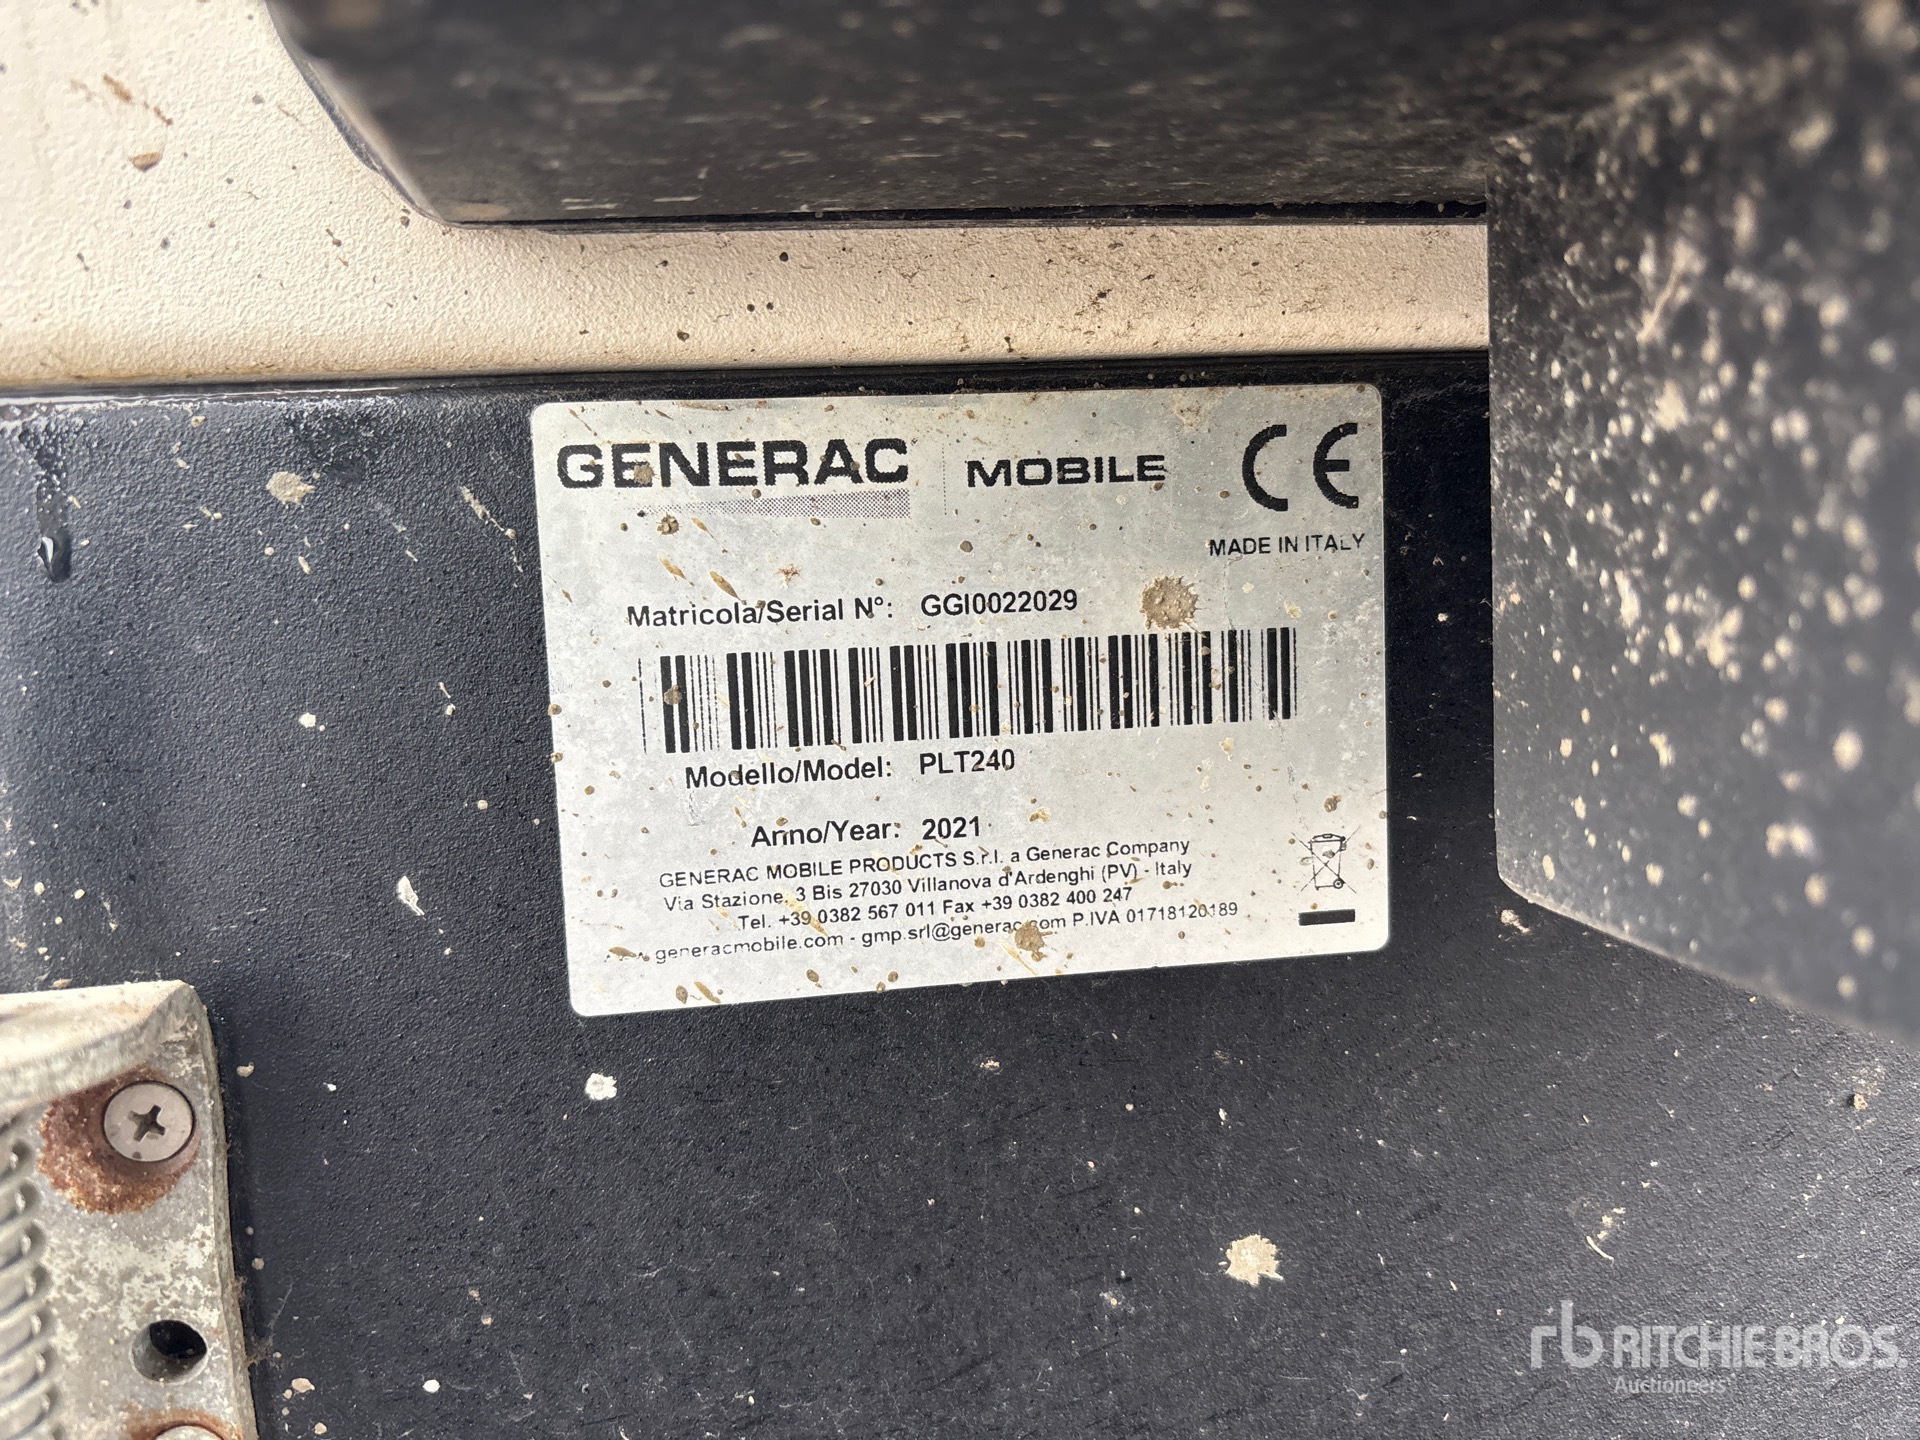 GENERAC MOBILE CE
MADE IN ITALY
Matricola/Serial N°: GGI0022029
Modello/Model: PLT240
Anno/Year: 2021
GENERAC MOBILE PRODUCTS S.r.l. a Generac Company
Via Stazione, 3 Bis 27030 Villanova d'Ardenghi (PV) - Italy
Tel. +39 0382 567 011 Fax +39 0382 400 247
www.generacmobile.com - gmp.srl@generac.com P.IVA 01718120189
rb RITCHIE BROS.
Auctioneers